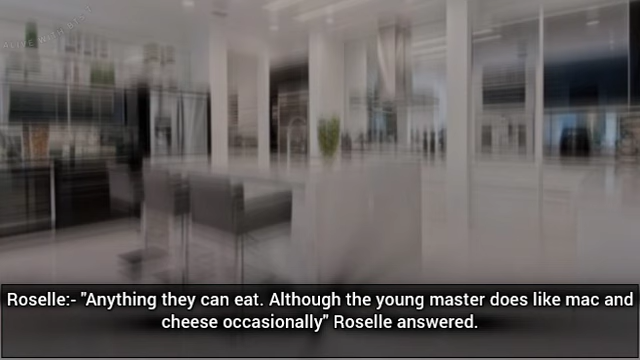 Roselle:- "Anything they can eat. Although the young master does like mac and
cheese occasionally" Roselle answered.